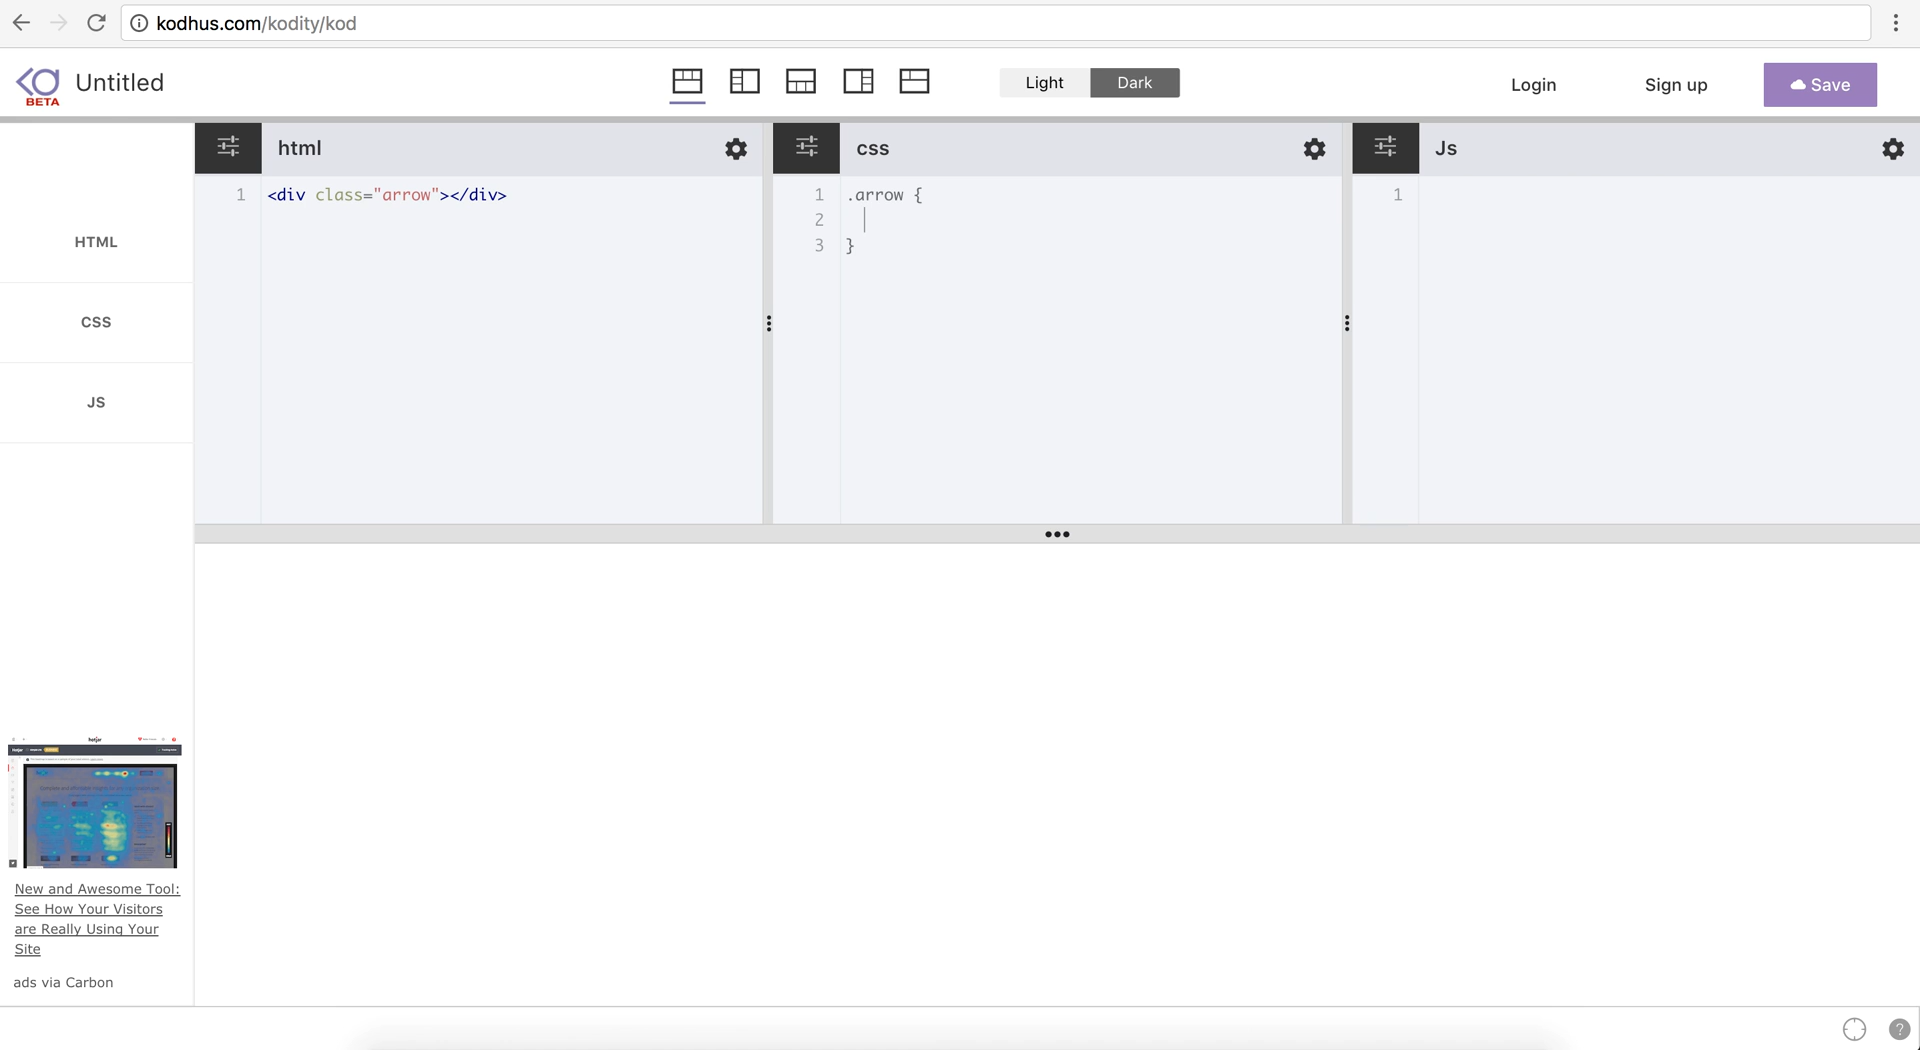 kodhus.com/kodity/kod
BETA
Untitled
Light
Dark
Login
Sign up
Save
html
css
Js
1 <div class="arrow"></div>
1 .arrow {
2
3 }
1
HTML
CSS
JS
hotjar
New and Awesome Tool:
See How Your Visitors
are Really Using Your
Site
ads via Carbon
?